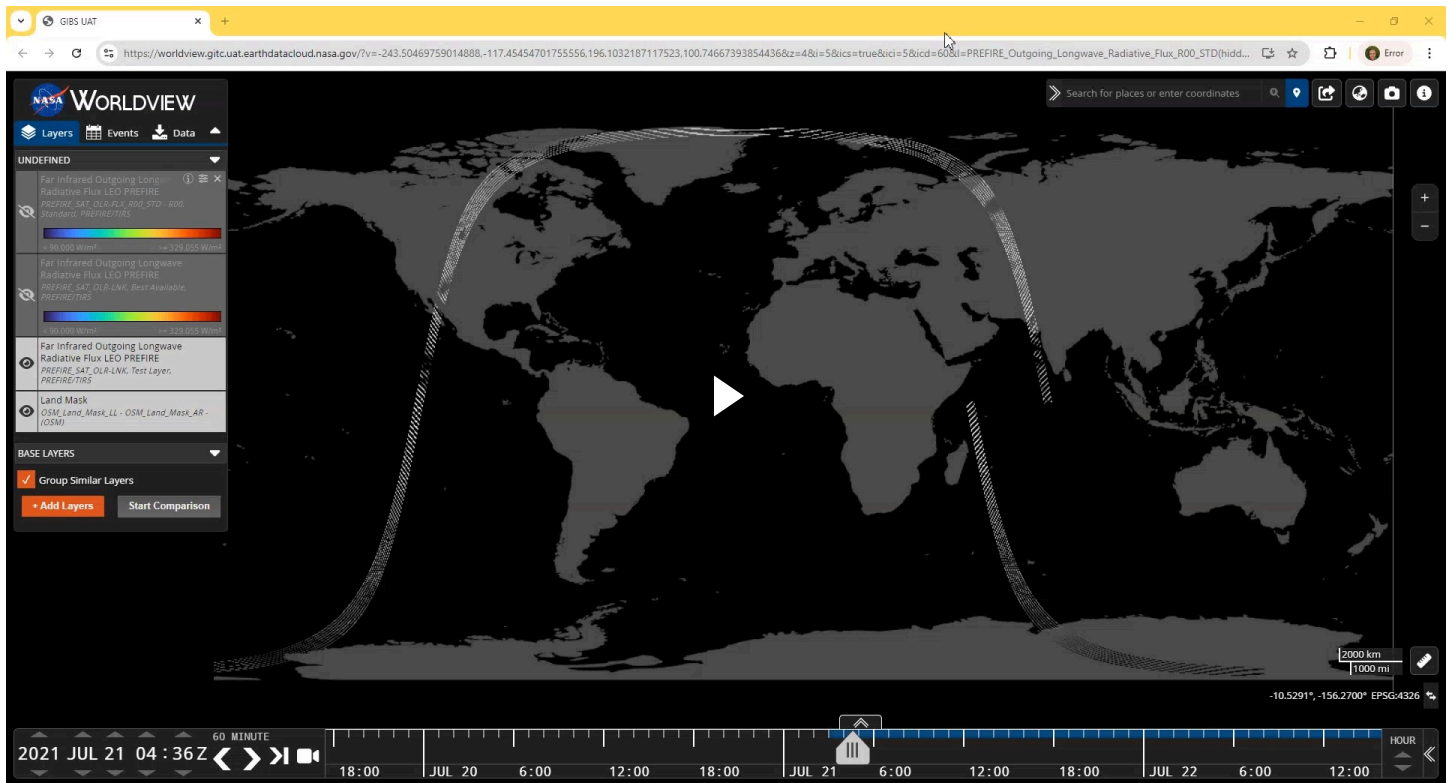 GIBS UAT
https://worldview.gitc.uat.earthdatacloud.nasa.gov/?v=-243.50469759014888,-117.45454701755556,196.1032187117523,100.74667393854436&z=4&i=5&ics=true&ici=5&icd=60&l=PREFIRE_Outgoing_Longwave_Radiative_Flux_R00_STD(hidd...
Error
NASA WORLDVIEW
Search for places or enter coordinates
Layers Events Data
UNDEFINED
Far Infrared Outgoing Longwave
Radiative Flux LEO PREFIRE
PREFIRE_SAT_OLR-FLX_R00_STD - R00,
Standard, PREFIRE/TIRS
< 90.000 W/m² >= 329.055 W/m²
Far Infrared Outgoing Longwave
Radiative Flux LEO PREFIRE
PREFIRE_SAT_OLR-LNK, Best Available,
PREFIRE/TIRS
< 90.000 W/m² >= 329.055 W/m²
Far Infrared Outgoing Longwave
Radiative Flux LEO PREFIRE
PREFIRE_SAT_OLR-LNK, Test Layer,
PREFIRE/TIRS
Land Mask
OSM_Land_Mask_LL - OSM_Land_Mask_AR -
(OSM)
BASE LAYERS
Group Similar Layers
+ Add Layers Start Comparison
2000 km
1000 mi
-10.5291°, -156.2700° EPSG:4326
60 MINUTE
2021 JUL 21 04 : 36 Z
18:00 JUL 20 6:00 12:00 18:00 JUL 21 6:00 12:00 18:00 JUL 22 6:00 12:00
HOUR